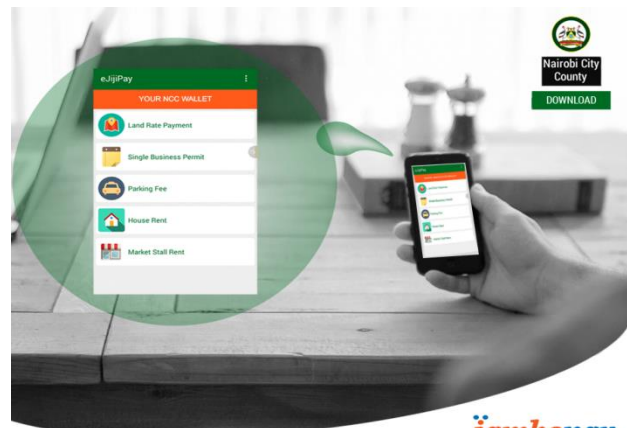 eJijiPay
YOUR NCC WALLET
Land Rate Payment
Single Business Permit
Parking Fee
House Rent
Market Stall Rent
Nairobi City
County
DOWNLOAD